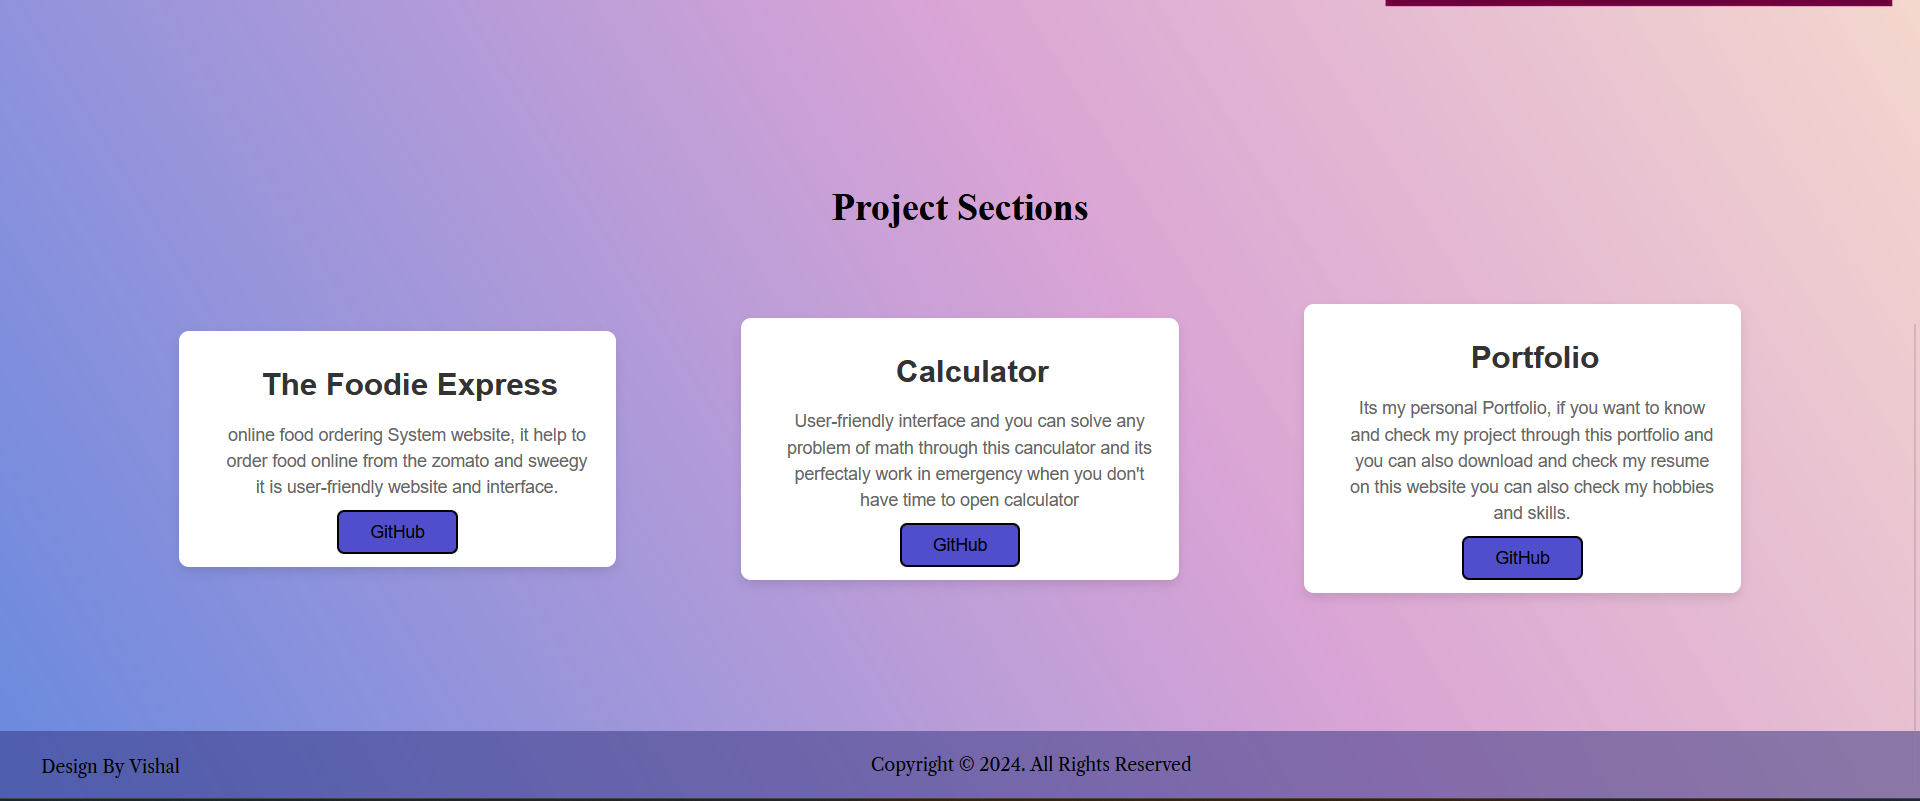 Project Sections
The Foodie Express
online food ordering System website, it help to
order food online from the zomato and sweegy
it is user-friendly website and interface.
GitHub
Calculator
User-friendly interface and you can solve any
problem of math through this canculator and its
perfectaly work in emergency when you don't
have time to open calculator
GitHub
Portfolio
Its my personal Portfolio, if you want to know
and check my project through this portfolio and
you can also download and check my resume
on this website you can also check my hobbies
and skills.
GitHub
Design By Vishal
Copyright © 2024. All Rights Reserved